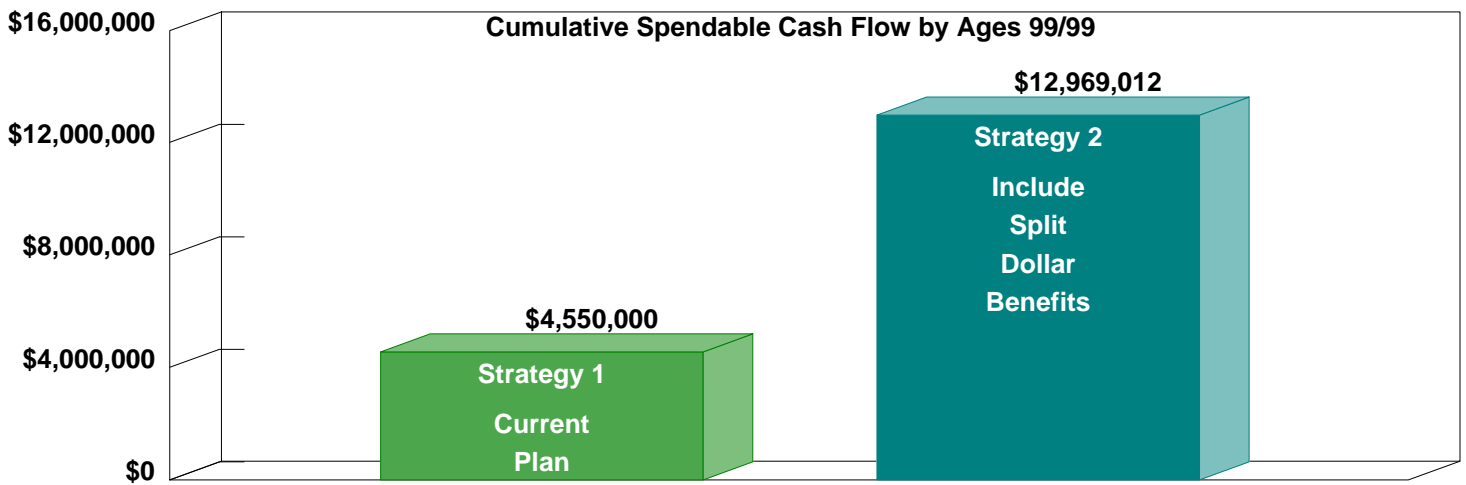 Cumulative Spendable Cash Flow by Ages 99/99
$16,000,000
$12,000,000
$8,000,000
$4,000,000
$0
$4,550,000
Strategy 1
Current
Plan
$12,969,012
Strategy 2
Include
Split
Dollar
Benefits